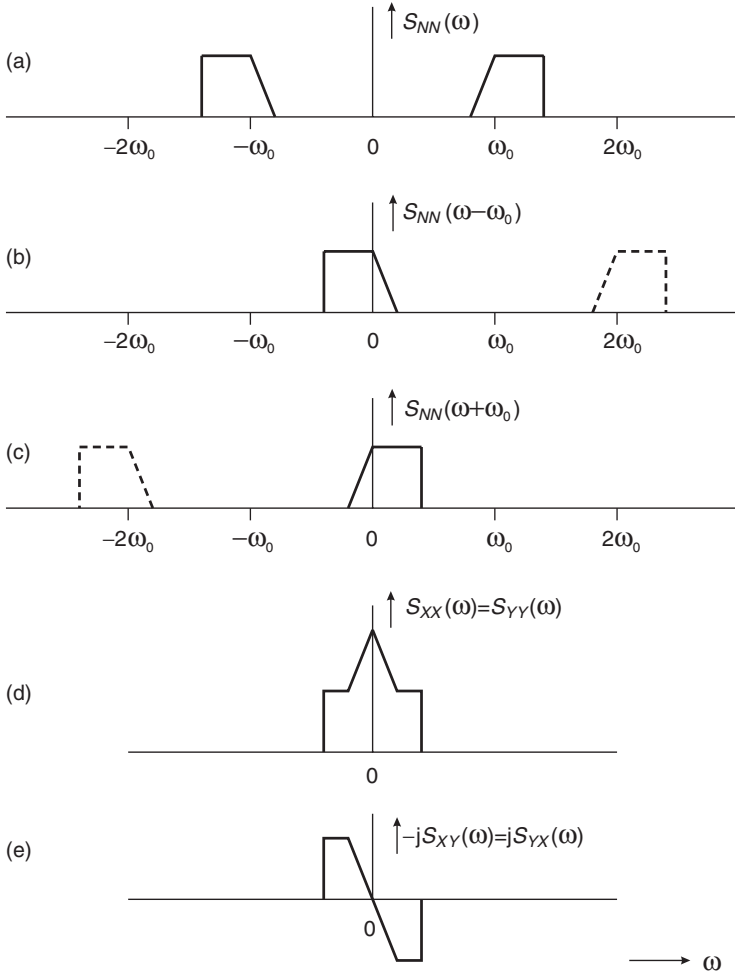 S_NN(ω)
(a)
−2ω₀ −ω₀ 0 ω₀ 2ω₀
S_NN(ω−ω₀)
(b)
−2ω₀ −ω₀ 0 ω₀ 2ω₀
S_NN(ω+ω₀)
(c)
−2ω₀ −ω₀ 0 ω₀ 2ω₀
S_XX(ω)=S_YY(ω)
(d)
0
−jS_XY(ω)=jS_YX(ω)
(e)
0
ω